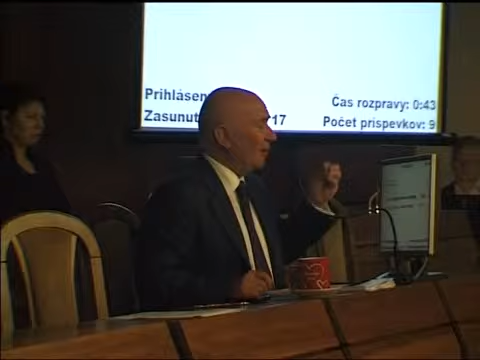 Prihlásen
Čas rozpravy: 0:43
Zasunut 17
Počet príspevkov: 9